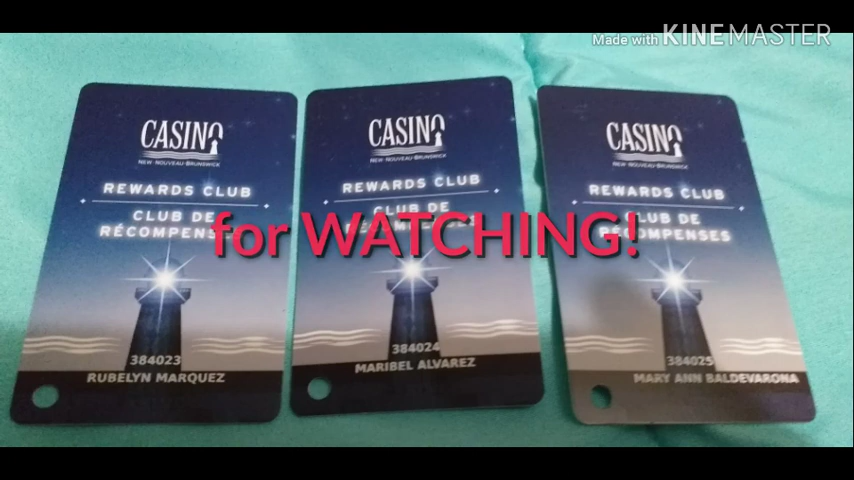 Made with KINEMASTER
CASINO
NEW·NOUVEAU·BRUNSWICK
REWARDS CLUB
CLUB DE
RÉCOMPENSES
384023
RUBELYN MARQUEZ
CASINO
NEW·NOUVEAU·BRUNSWICK
REWARDS CLUB
CLUB DE
RÉCOMPENSES
384024
MARIBEL ALVAREZ
CASINO
NEW·NOUVEAU·BRUNSWICK
REWARDS CLUB
CLUB DE
RÉCOMPENSES
384025
MARY ANN BALDEVARONA
for WATCHING!